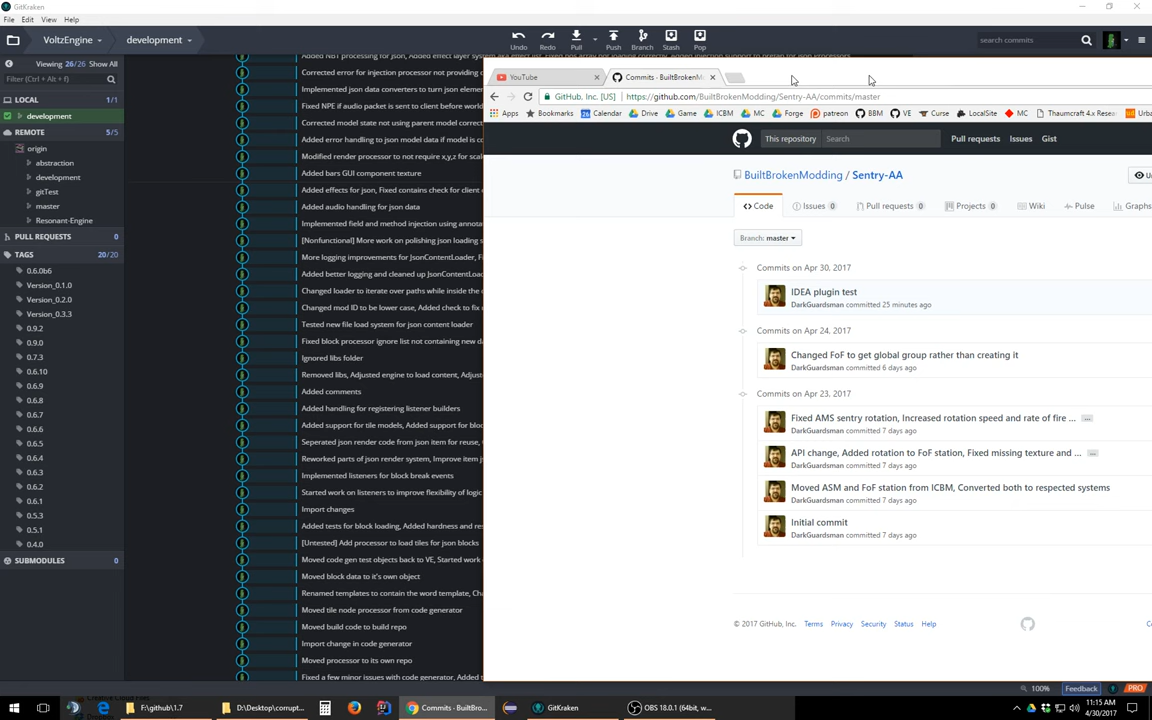 GitKraken
File Edit View Help
VoltzEngine development
Undo Redo Pull Push Branch Stash Pop
search commits
Viewing 26/26 Show All
Filter (Ctrl + Alt + f)
LOCAL 1/1
development
REMOTE 5/5
origin
abstraction
development
gitTest
master
Resonant-Engine
PULL REQUESTS 0
TAGS 20/20
0.6.0b6
Version_0.1.0
Version_0.2.0
Version_0.3.3
0.9.2
0.9.0
0.7.3
0.6.10
0.6.9
0.6.8
0.6.7
0.6.6
0.6.5
0.6.4
0.6.3
0.6.2
0.6.1
0.5.3
0.5.1
0.4.0
SUBMODULES 0
Corrected error for injection processor not providing c
Implemented json data converters to turn json elemen
Fixed NPE if audio packet is sent to client before world
Corrected model state not using parent model correct
Added error handling to json model data if model is c
Modified render processor to not require x,y,z for scal
Added bars GUI component texture
Added effects for json, Fixed contains check for client
Added audio handling for json data
Implemented field and method injection using annota
[Nonfunctional] More work on polishing json loading s
More logging improvements for JsonContentLoader, F
Added better logging and cleaned up JsonContentLoad
Changed loader to iterate over paths while inside the
Changed mod ID to be lower case, Added check to fix
Tested new file load system for json content loader
Fixed block processor ignore list not containing new da
Ignored libs folder
Removed libs, Adjusted engine to load content, Adjust
Added comments
Added handling for registering listener builders
Added support for tile models, Added support for bloc
Seperated json render code from json item for reuse,
Reworked parts of json render system, Improve item j
Implemented listeners for block break events
Started work on listeners to improve flexibility of logic
Import changes
Added tests for block loading, Added hardness and res
[Untested] Add processor to load tiles for json blocks
Moved code gen test objects back to VE, Started work
Moved block data to it's own object
Renamed templates to contain the word template, Cha
Moved tile node processor from code generator
Moved build code to build repo
Import change in code generator
Moved processor to its own repo
Fixed a few minor issues with code generator, Added t
YouTube
Commits · BuiltBrokenM
GitHub, Inc. [US] https://github.com/BuiltBrokenModding/Sentry-AA/commits/master
Apps Bookmarks Calendar Drive Game ICBM MC Forge patreon BBM VE Curse LocalSite MC Thaumcraft 4.x Resea Urba
This repository Search Pull requests Issues Gist
BuiltBrokenModding / Sentry-AA
Un
Code Issues 0 Pull requests 0 Projects 0 Wiki Pulse Graphs
Branch: master
Commits on Apr 30, 2017
IDEA plugin test
DarkGuardsman committed 25 minutes ago
Commits on Apr 24, 2017
Changed FoF to get global group rather than creating it
DarkGuardsman committed 6 days ago
Commits on Apr 23, 2017
Fixed AMS sentry rotation, Increased rotation speed and rate of fire ... …
DarkGuardsman committed 7 days ago
API change, Added rotation to FoF station, Fixed missing texture and ... …
DarkGuardsman committed 7 days ago
Moved ASM and FoF station from ICBM, Converted both to respected systems
DarkGuardsman committed 7 days ago
Initial commit
DarkGuardsman committed 7 days ago
© 2017 GitHub, Inc. Terms Privacy Security Status Help
Co
100% Feedback PRO
F:\github\1.7
D:\Desktop\corrupt...
Commits - BuiltBro...
GitKraken
OBS 18.0.1 (64bit, w...
11:15 AM
4/30/2017